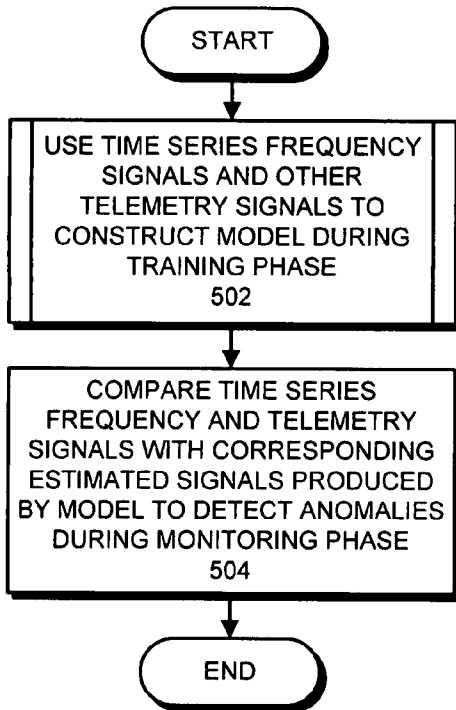 START
USE TIME SERIES FREQUENCY
SIGNALS AND OTHER
TELEMETRY SIGNALS TO
CONSTRUCT MODEL DURING
TRAINING PHASE
502
COMPARE TIME SERIES
FREQUENCY AND TELEMETRY
SIGNALS WITH CORRESPONDING
ESTIMATED SIGNALS PRODUCED
BY MODEL TO DETECT ANOMALIES
DURING MONITORING PHASE
504
END